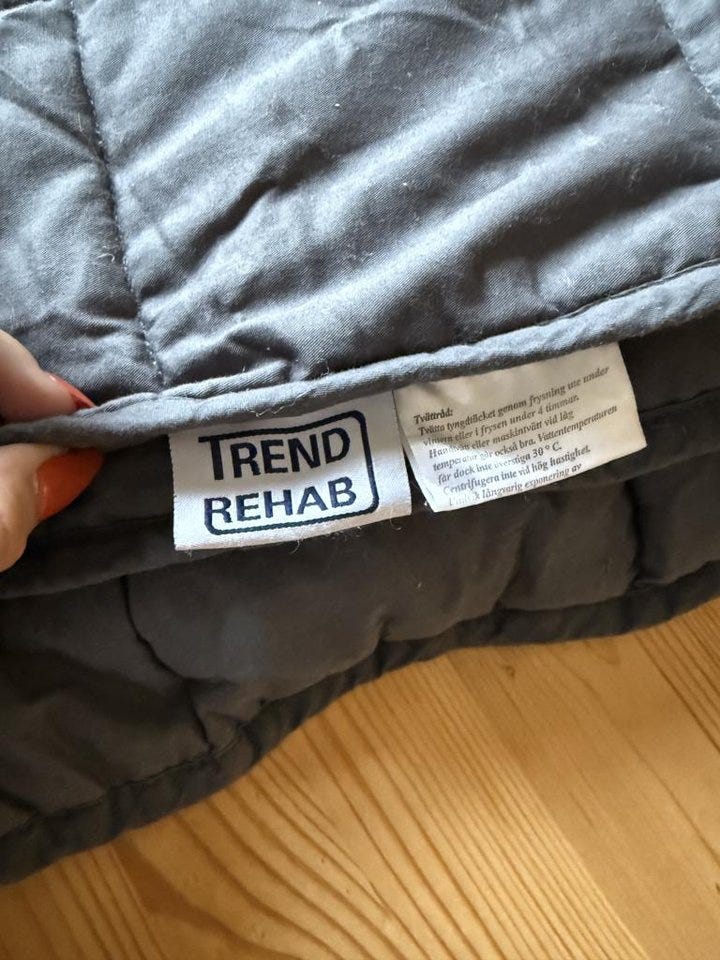 TREND
REHAB
Tvättråd:
Tvätta tyngdtäcket genom frysning ute under
vintern eller i frysen under 4 timmar.
Handtvätt eller maskintvätt vid låg
temperatur går också bra. Vattentemperaturen
får dock inte överstiga 30° C.
Centrifugera inte vid hög hastighet.
långvarig exponering av